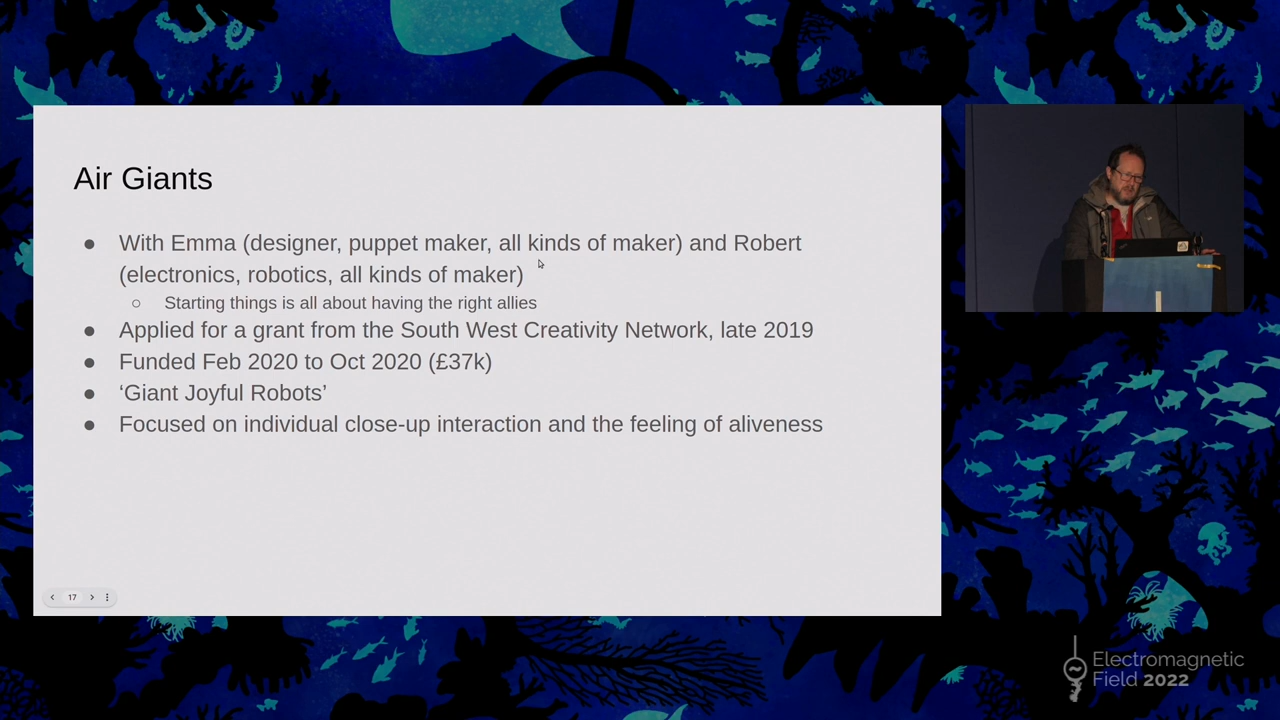 Air Giants
● With Emma (designer, puppet maker, all kinds of maker) and Robert
(electronics, robotics, all kinds of maker)
○ Starting things is all about having the right allies
● Applied for a grant from the South West Creativity Network, late 2019
● Funded Feb 2020 to Oct 2020 (£37k)
● ‘Giant Joyful Robots’
● Focused on individual close-up interaction and the feeling of aliveness
17
Electromagnetic
Field 2022